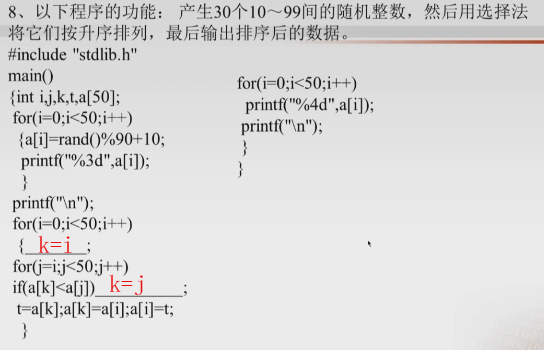 8、以下程序的功能： 产生30个10～99间的随机整数，然后用选择法
将它们按升序排列，最后输出排序后的数据。
#include "stdlib.h"
main()
{int i,j,k,t,a[50];
for(i=0;i<50;i++)
{a[i]=rand()%90+10;
printf("%3d",a[i]);
}
printf("\n");
for(i=0;i<50;i++)
{ k=i ;
for(j=i;j<50;j++)
if(a[k]<a[j]) k=j ;
t=a[k];a[k]=a[i];a[i]=t;
}
for(i=0;i<50;i++)
printf("%4d",a[i]);
printf("\n");
}
}